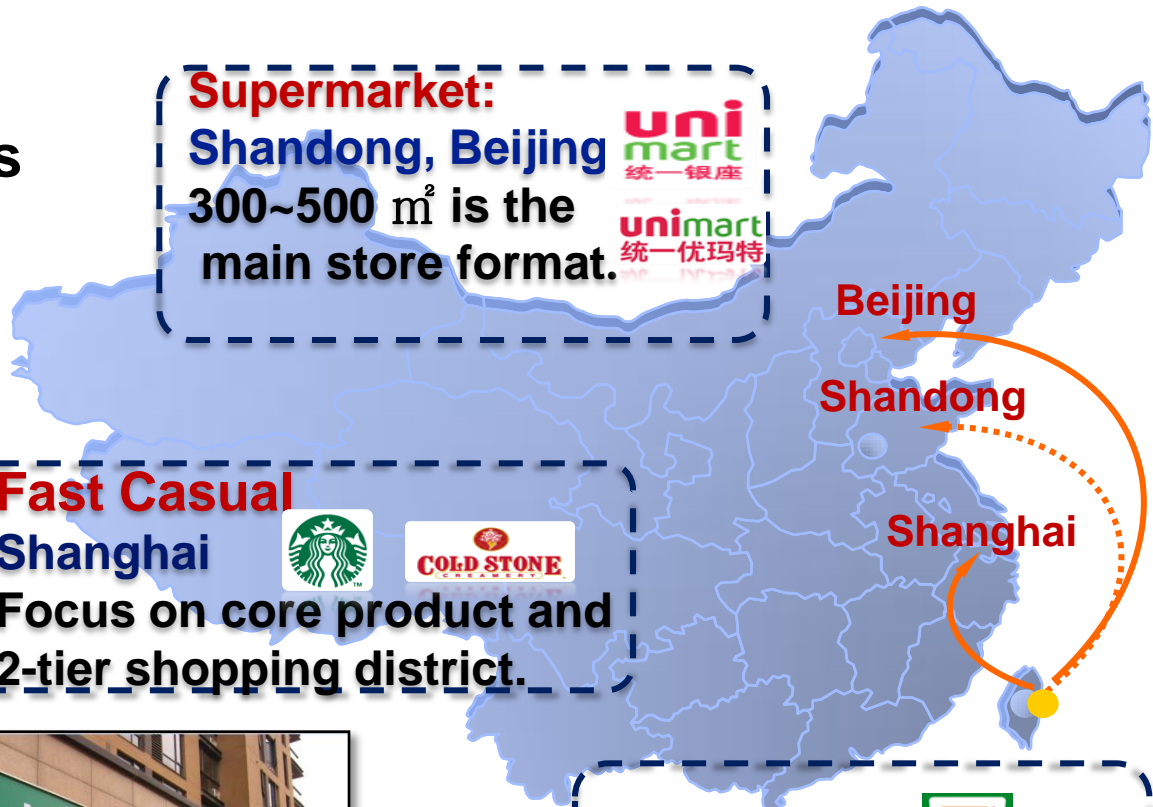 s
Supermarket:
Shandong, Beijing
300~500 ㎡ is the
main store format.
uni
mart
统一银座
unimart
统一优玛特
Beijing
Shandong
Shanghai
Fast Casual
Shanghai
COLD STONE
CREAMERY
Focus on core product and
2-tier shopping district.